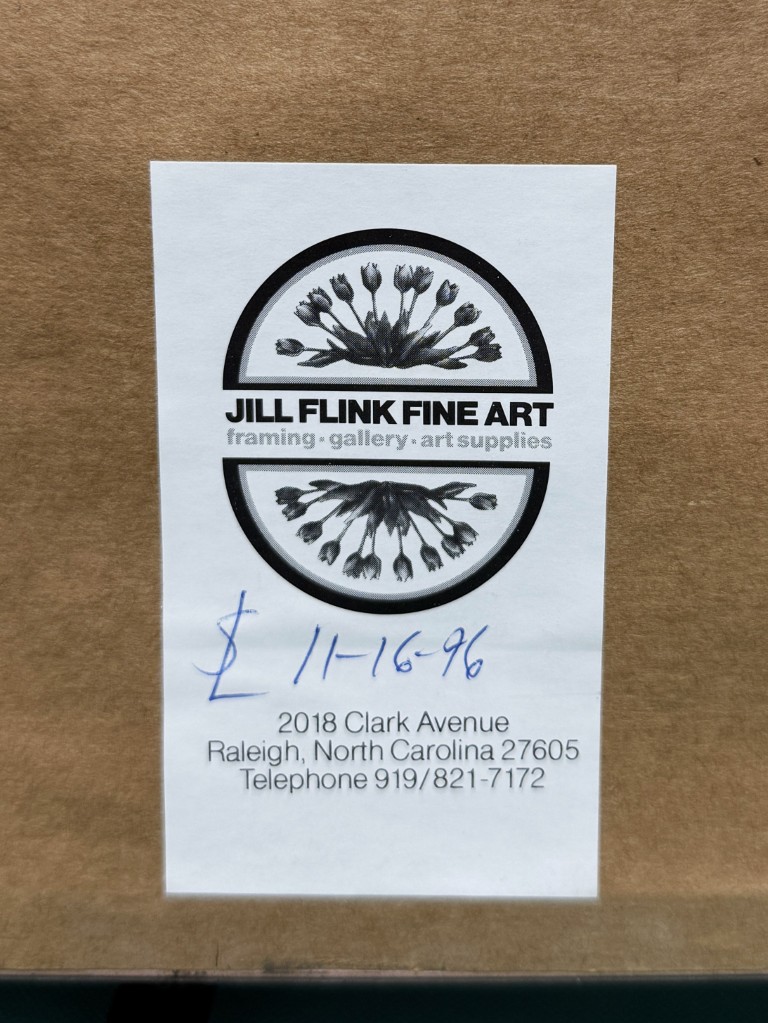 JILL FLINK FINE ART
framing · gallery · art supplies
11-16-96
2018 Clark Avenue
Raleigh, North Carolina 27605
Telephone 919/821-7172